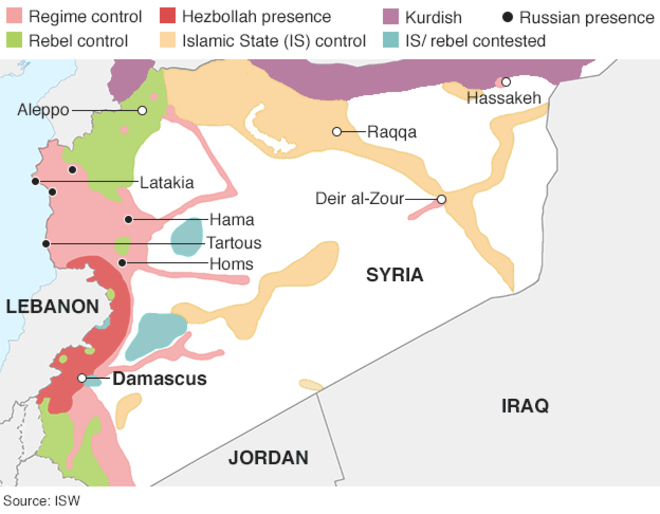 Regime control
Hezbollah presence
Kurdish
Russian presence
Rebel control
Islamic State (IS) control
IS/ rebel contested
Aleppo
Hassakeh
Raqqa
Latakia
Deir al-Zour
Hama
Tartous
Homs
SYRIA
LEBANON
Damascus
IRAQ
JORDAN
Source: ISW